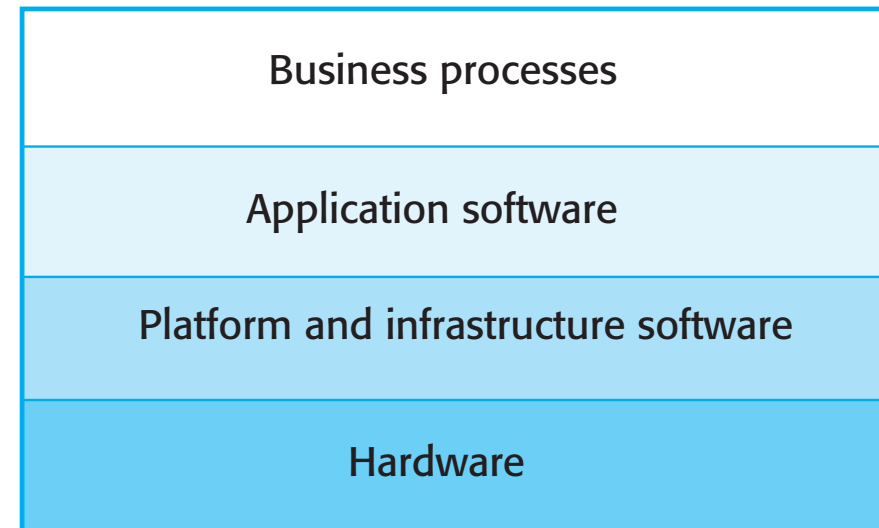 Business processes
Application software
Platform and infrastructure software
Hardware